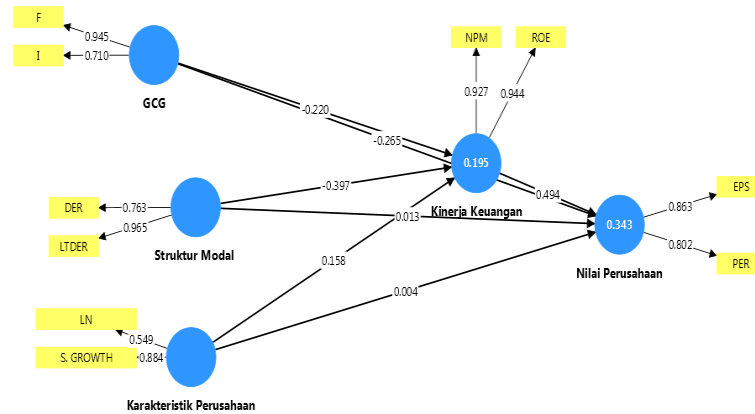 F
0.945
I
0.710
GCG
NPM
ROE
0.927
0.944
-0.220
-0.265
0.195
Kinerja Keuangan
0.494
DER
0.763
LTDER
0.965
Struktur Modal
-0.397
0.013
0.343
Nilai Perusahaan
EPS
0.863
PER
0.802
0.158
0.004
LN
0.549
S. GROWTH
0.884
Karakteristik Perusahaan